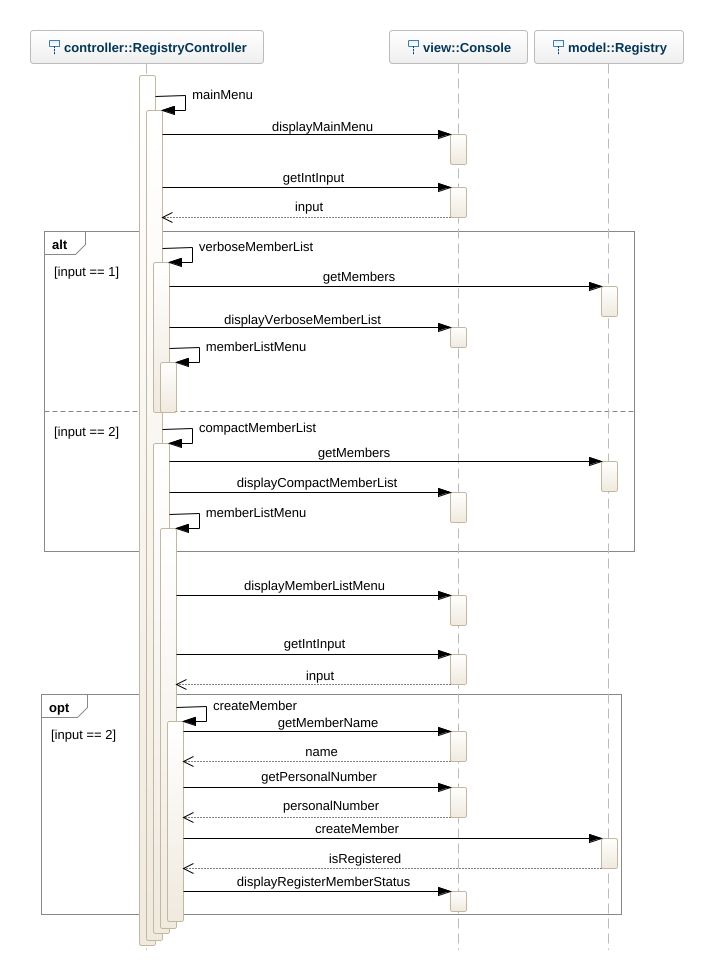 controller::RegistryController
view::Console
model::Registry
mainMenu
displayMainMenu
getIntInput
input
alt
verboseMemberList
[input == 1]
getMembers
displayVerboseMemberList
memberListMenu
compactMemberList
[input == 2]
getMembers
displayCompactMemberList
memberListMenu
displayMemberListMenu
getIntInput
input
opt
createMember
getMemberName
[input == 2]
name
getPersonalNumber
personalNumber
createMember
isRegistered
displayRegisterMemberStatus